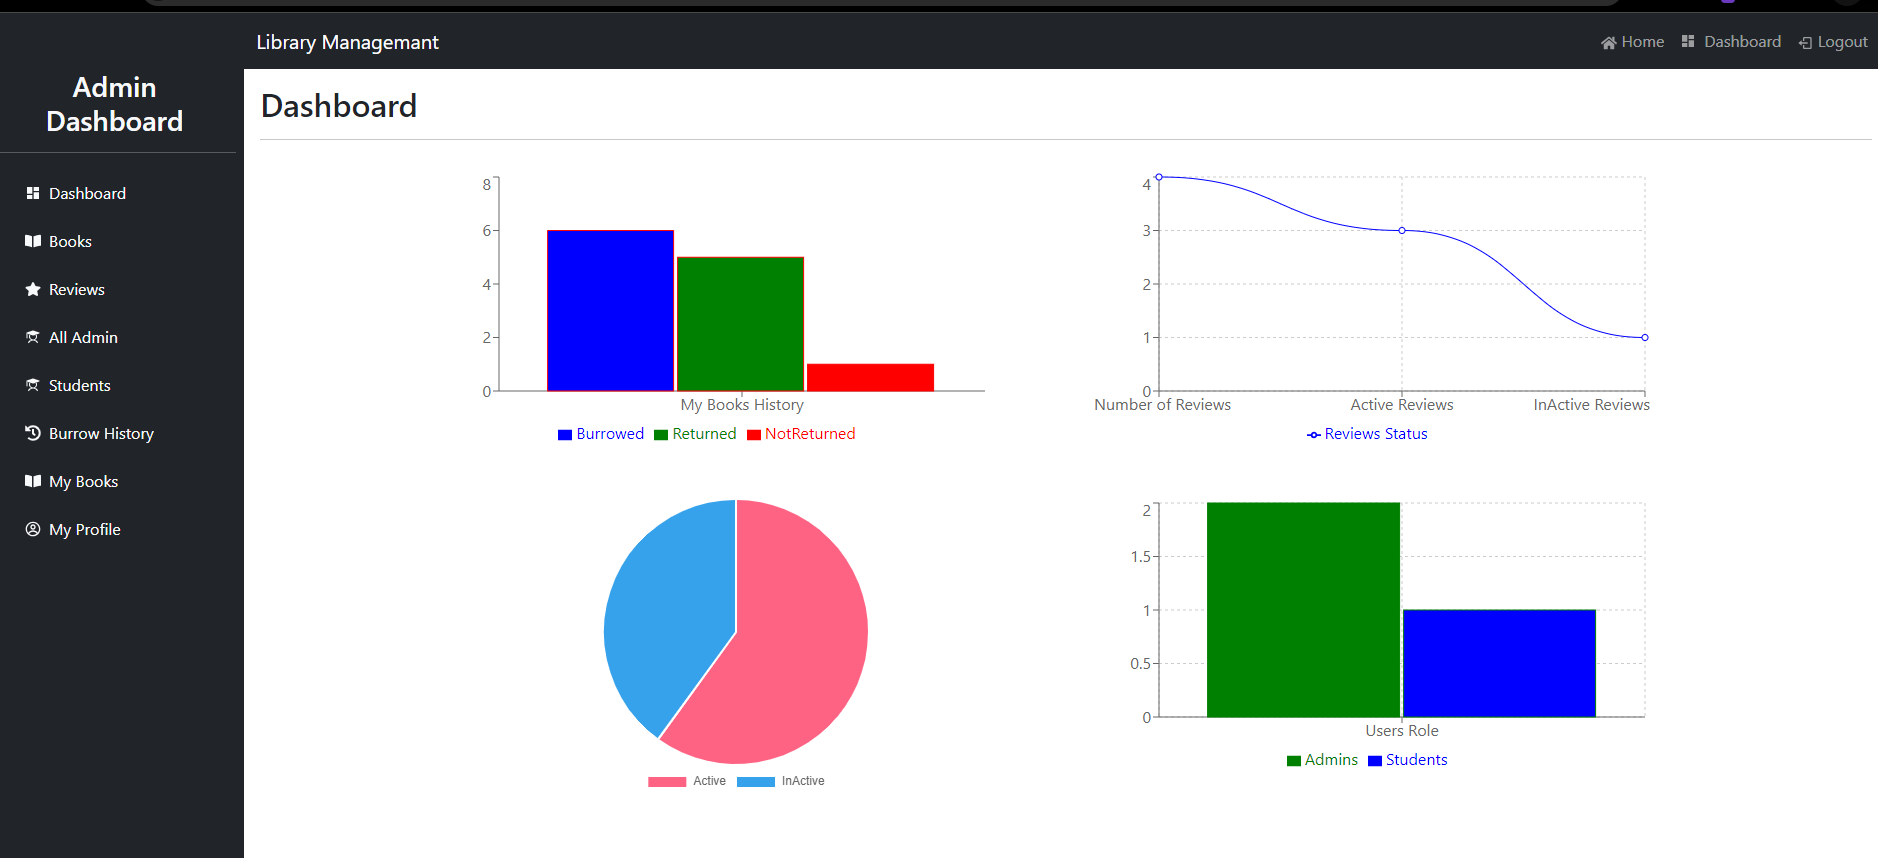 Library Managemant
Home
Dashboard
Logout
Admin
Dashboard
Dashboard
Books
Reviews
All Admin
Students
Burrow History
My Books
My Profile
Dashboard
8
6
4
2
0
My Books History
Burrowed Returned NotReturned
4
3
2
1
0
Number of Reviews Active Reviews InActive Reviews
Reviews Status
Active InActive
2
1.5
1
0.5
0
Users Role
Admins Students